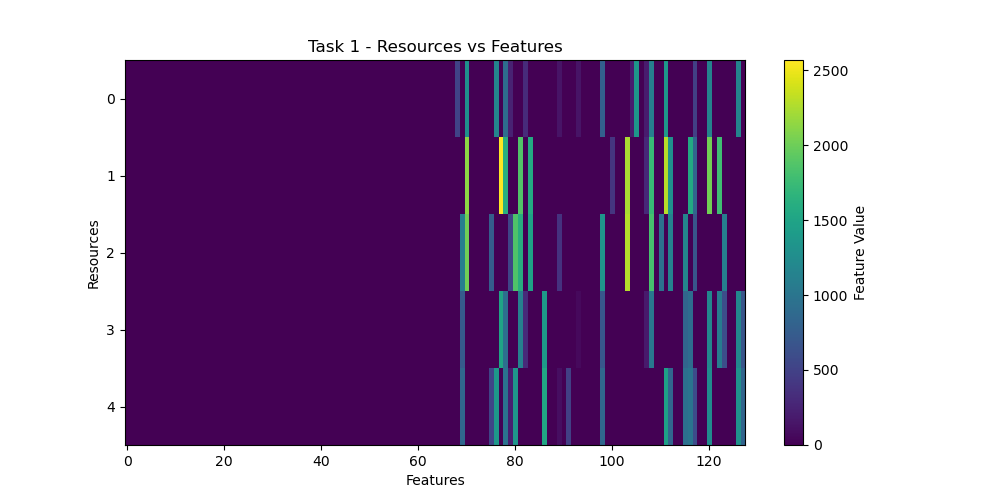 Task 1 - Resources vs Features
Resources
0
1
2
3
4
0 20 40 60 80 100 120
Features
2500
2000
1500
1000
500
0
Feature Value